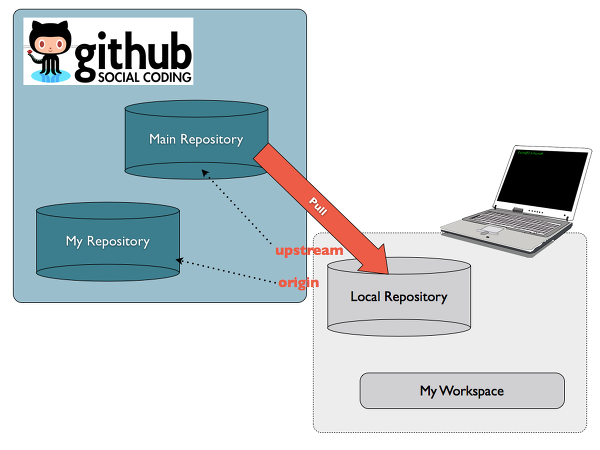 github
SOCIAL CODING
Main Repository
Pull
My Repository
upstream
origin
Local Repository
My Workspace